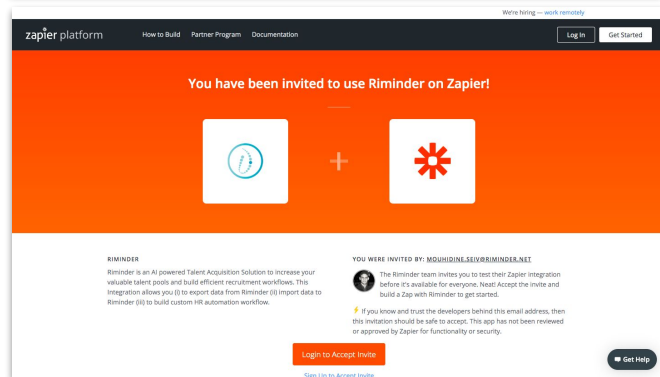 We're hiring — work remotely
zapier platform
How to Build
Partner Program
Documentation
Log In
Get Started
You have been invited to use Riminder on Zapier!
RIMINDER
Riminder is an AI powered Talent Acquisition Solution to increase your
valuable talent pools and build efficient recruitment workflows. This
Integration allows you (i) to export data from Riminder (ii) import data to
Riminder (iii) to build custom HR automation workflow.
YOU WERE INVITED BY: MOUHIDINE.SEIV@RIMINDER.NET
The Riminder team invites you to test their Zapier integration
before it's available for everyone. Neat! Accept the invite and
build a Zap with Riminder to get started.
⚡ If you know and trust the developers behind this email address, then
this invitation should be safe to accept. This app has not been reviewed
or approved by Zapier for functionality or security.
Login to Accept Invite
Sign Up to Accept Invite
Get Help